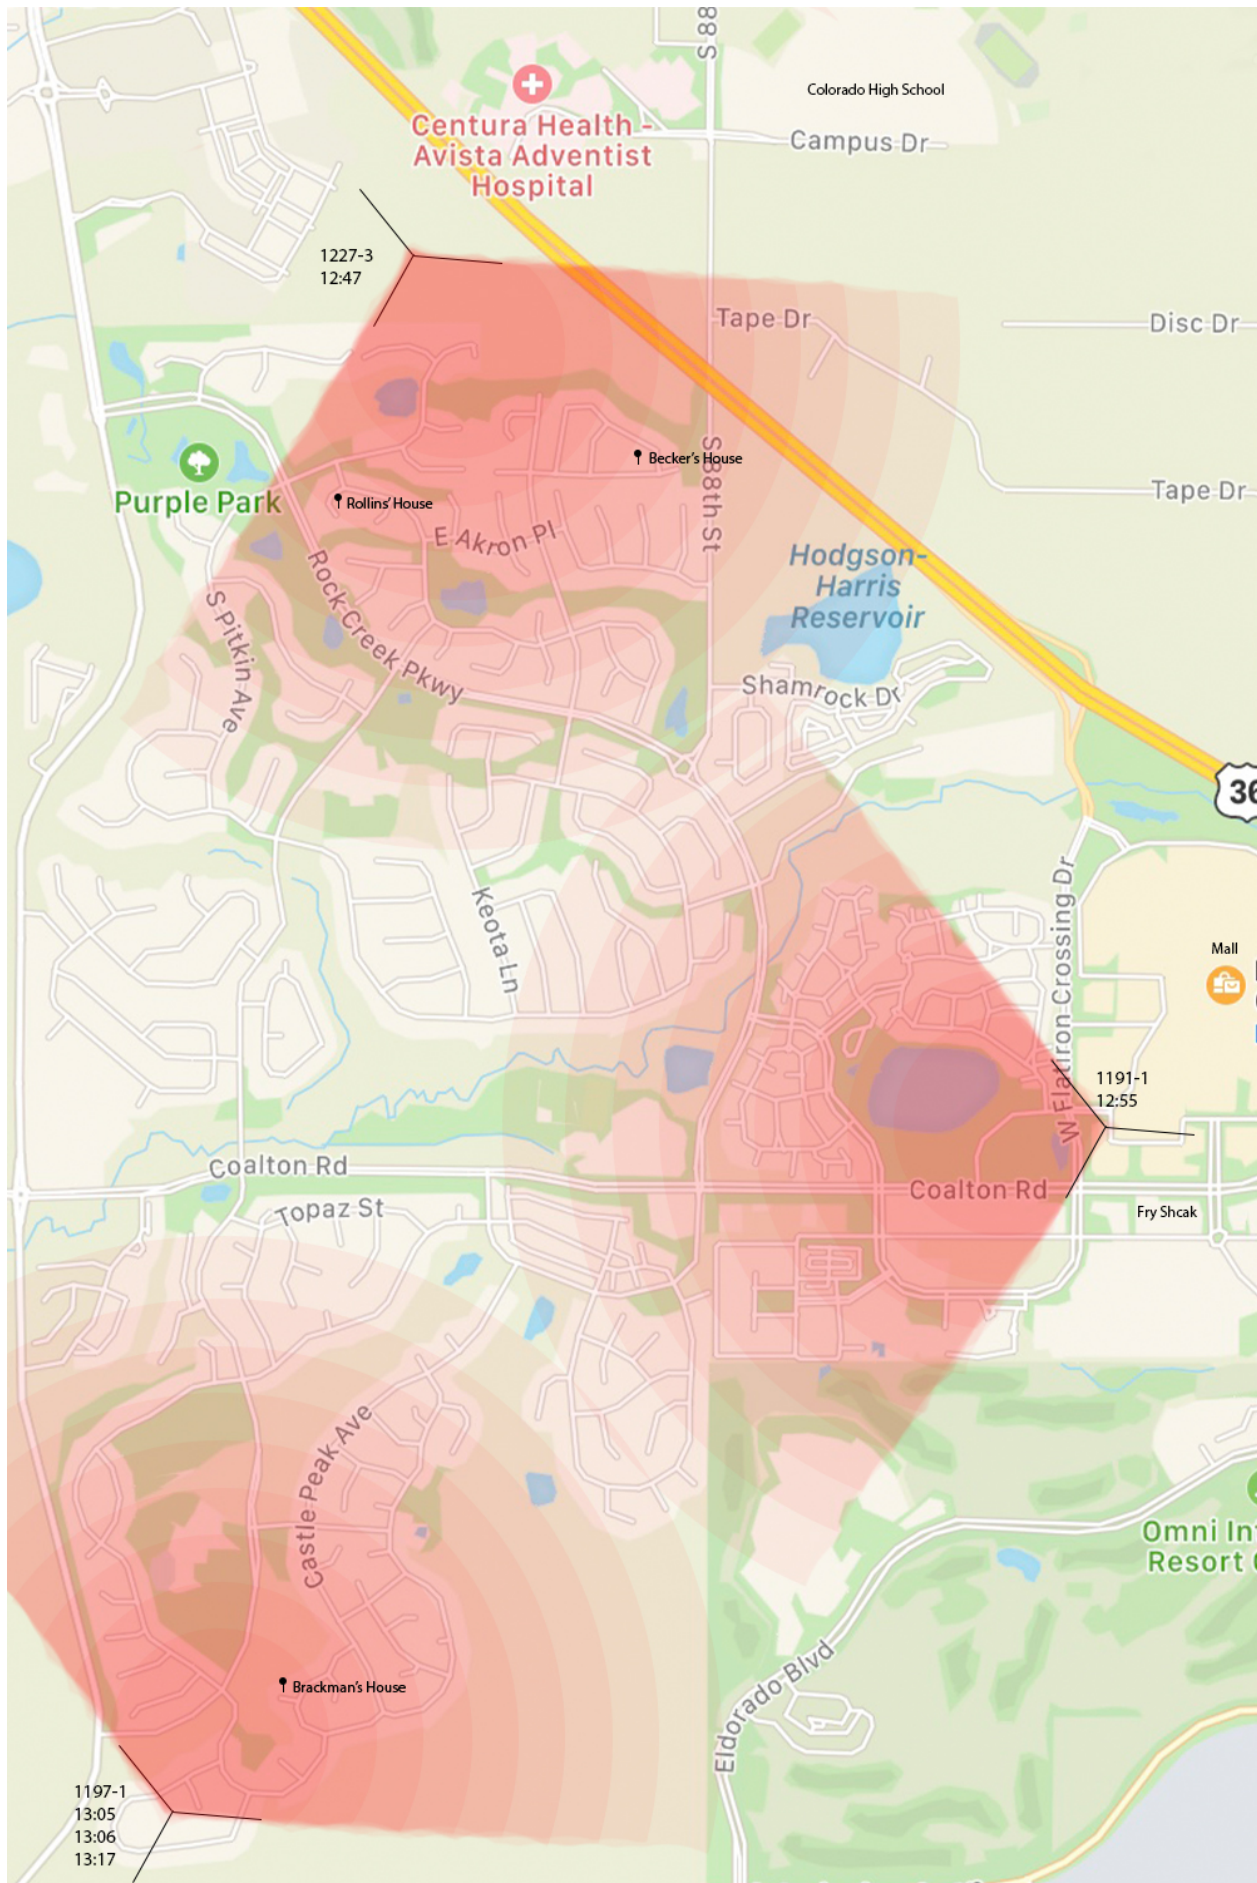 S 88
Colorado High School
Campus Dr
Centura Health -
Avista Adventist
Hospital
1227-3
12:47
Tape Dr
Disc Dr
Becker's House
S 88th St
Tape Dr
Purple Park
Rollins' House
E Akron Pl
Hodgson-
Harris
Reservoir
Rock Creek Pkwy
S Pitkin Ave
Shamrock Dr
36
Keota Ln
W Flatiron Crossing Dr
Mall
1191-1
12:55
Coalton Rd
Coalton Rd
Topaz St
Fry Shcak
Castle Peak Ave
Omni Int
Resort
Eldorado Blvd
Brackman's House
1197-1
13:05
13:06
13:17